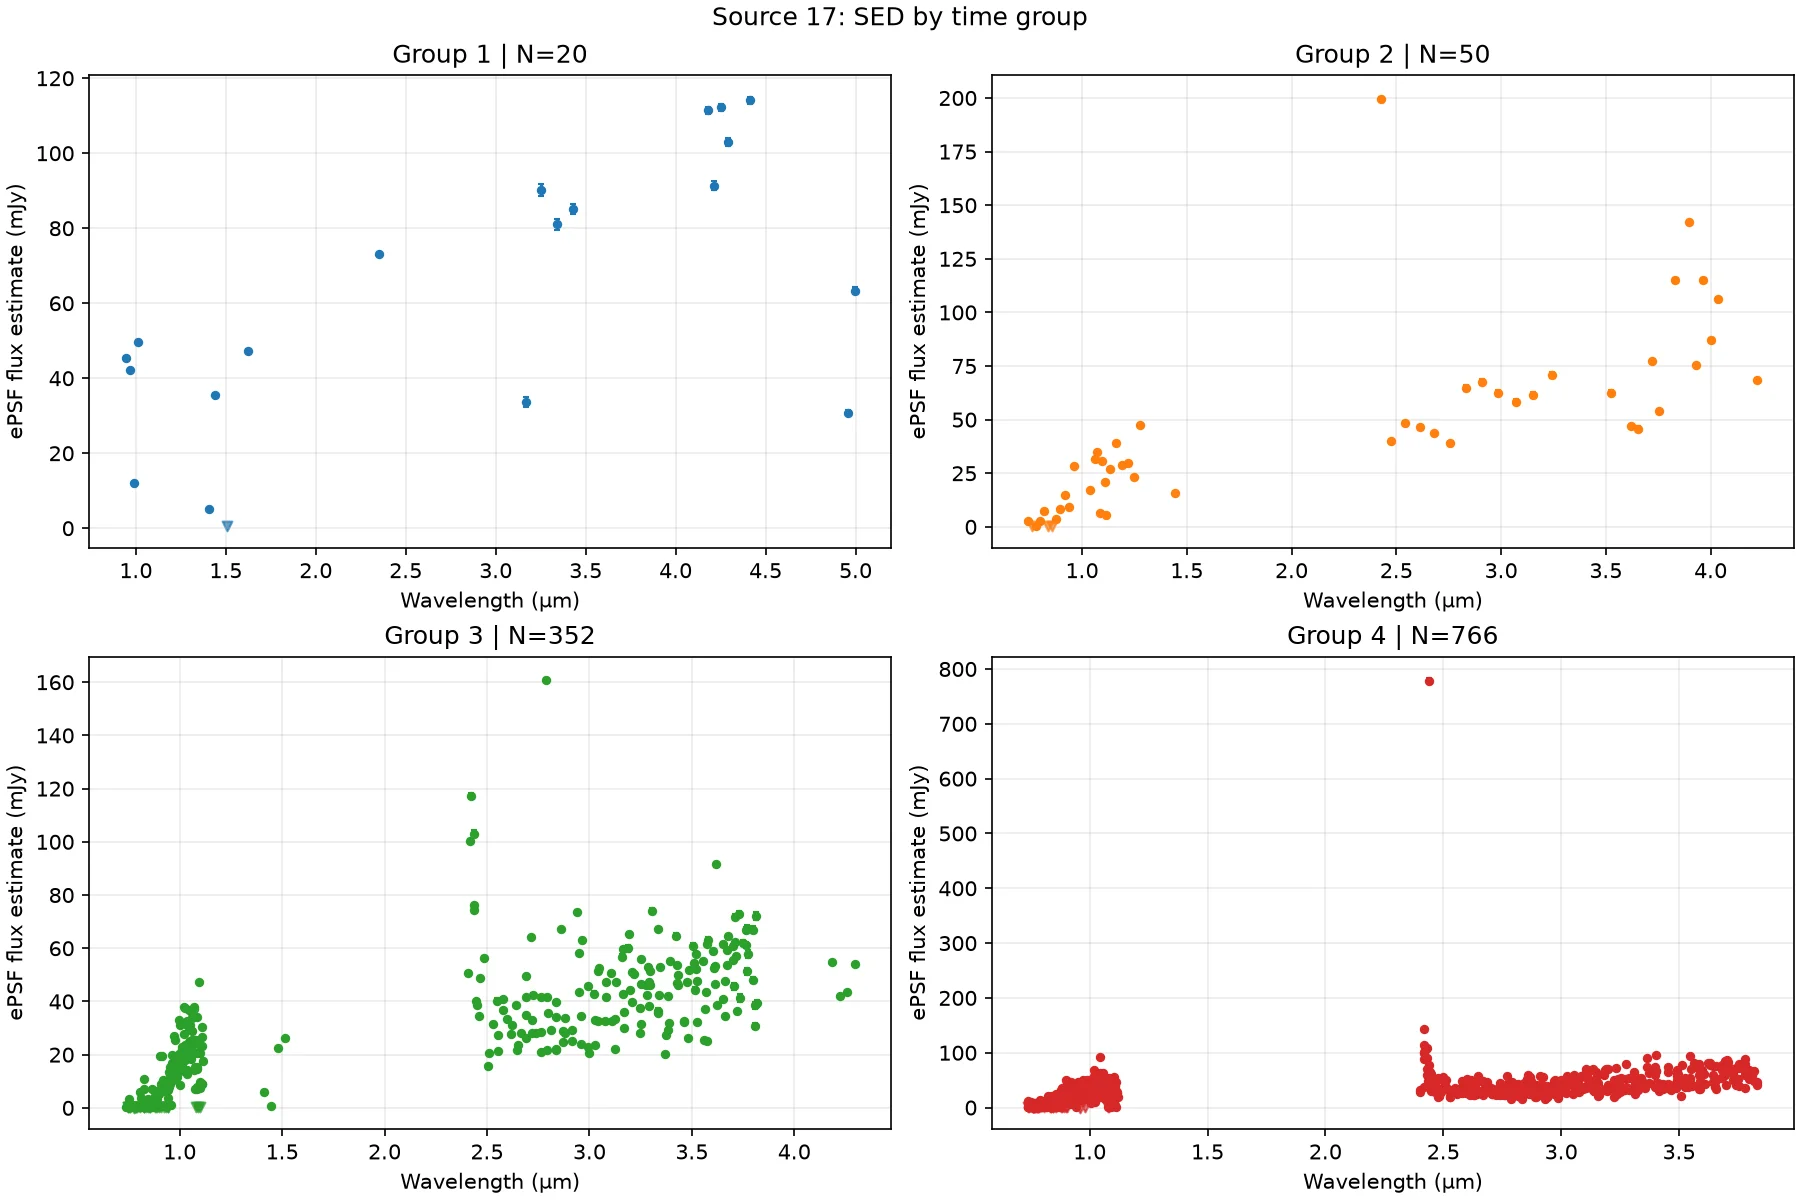 Source 17: SED by time group
Group 1 | N=20
ePSF flux estimate (mJy)
120
100
80
60
40
20
0
1.0 1.5 2.0 2.5 3.0 3.5 4.0 4.5 5.0
Wavelength (μm)
Group 2 | N=50
ePSF flux estimate (mJy)
200
175
150
125
100
75
50
25
0
1.0 1.5 2.0 2.5 3.0 3.5 4.0
Wavelength (μm)
Group 3 | N=352
ePSF flux estimate (mJy)
160
140
120
100
80
60
40
20
0
1.0 1.5 2.0 2.5 3.0 3.5 4.0
Wavelength (μm)
Group 4 | N=766
ePSF flux estimate (mJy)
800
700
600
500
400
300
200
100
0
1.0 1.5 2.0 2.5 3.0 3.5
Wavelength (μm)